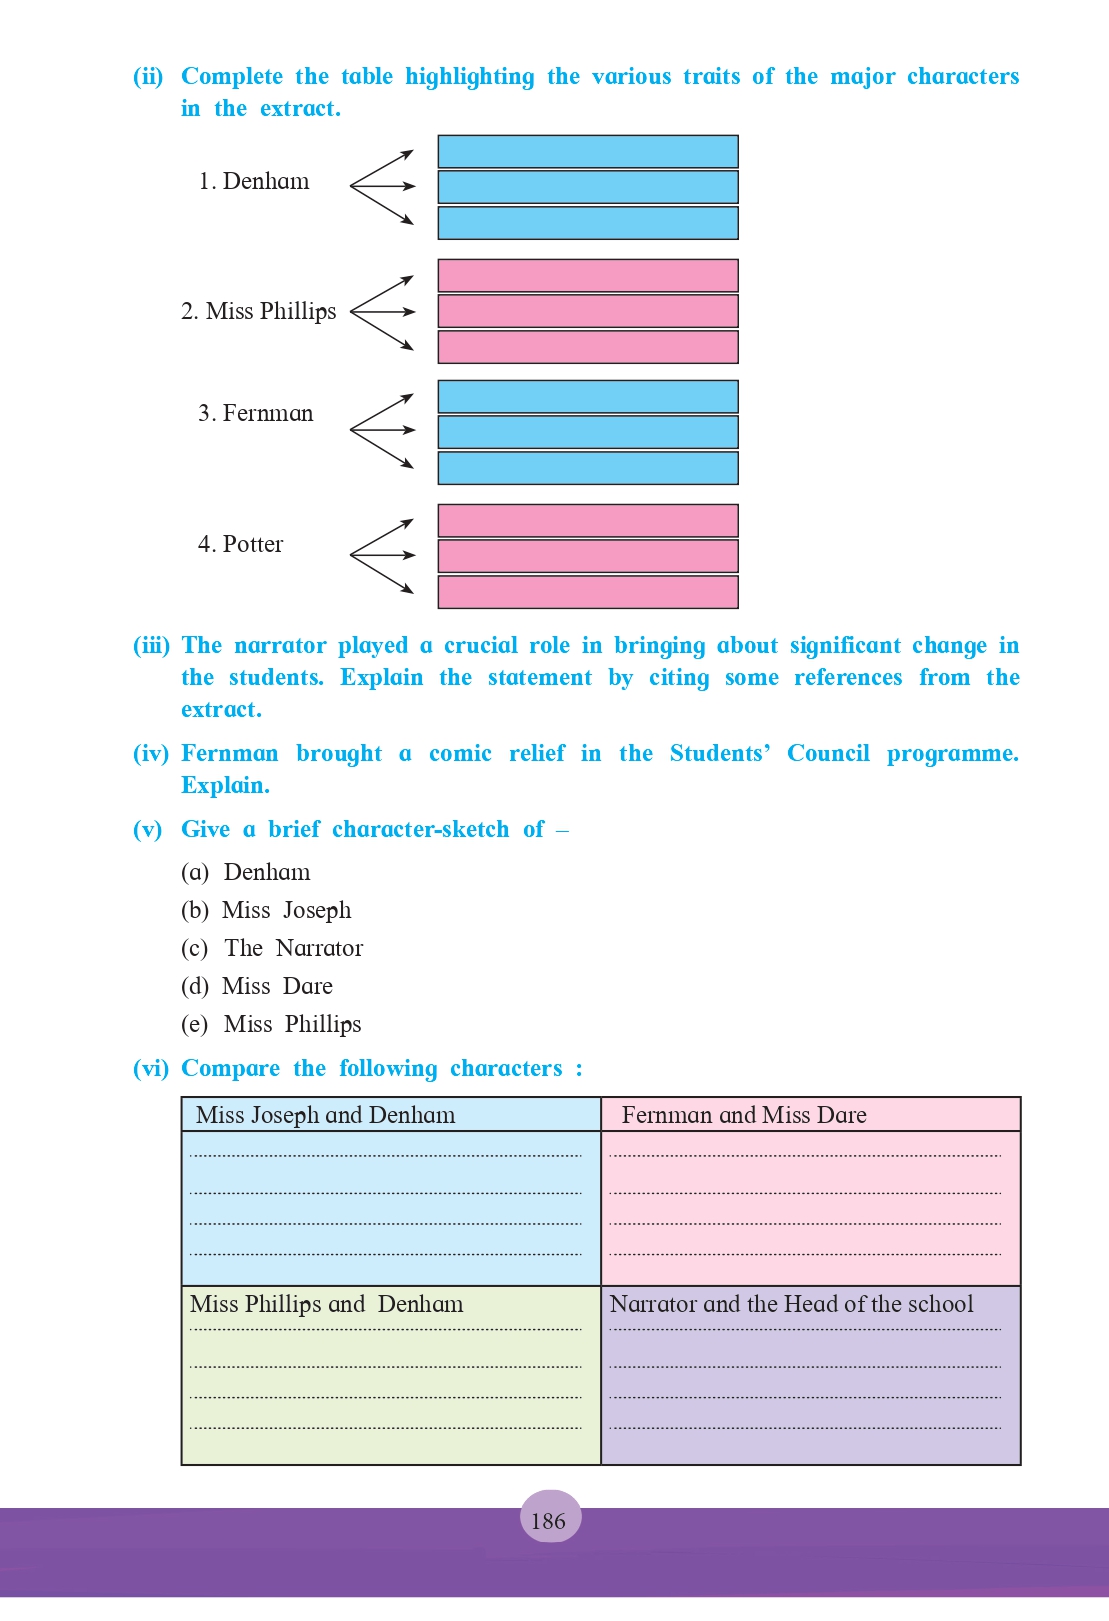 (ii) Complete the table highlighting the various traits of the major characters
in the extract.
1. Denham
2. Miss Phillips
3. Fernman
4. Potter
(iii) The narrator played a crucial role in bringing about significant change in
the students. Explain the statement by citing some references from the
extract.
(iv) Fernman brought a comic relief in the Students’ Council programme.
Explain.
(v) Give a brief character-sketch of –
(a) Denham
(b) Miss Joseph
(c) The Narrator
(d) Miss Dare
(e) Miss Phillips
(vi) Compare the following characters :
Miss Joseph and Denham
Fernman and Miss Dare
Miss Phillips and Denham
Narrator and the Head of the school
186